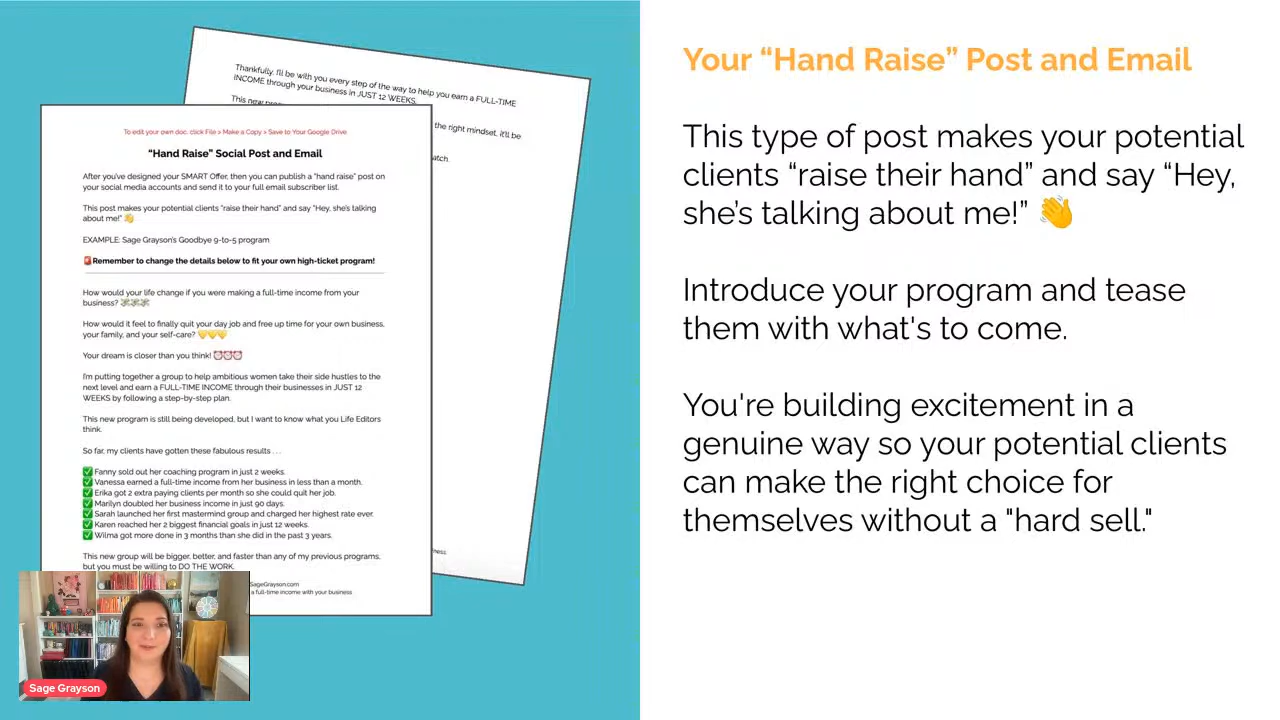 Thankfully, I'll be with you every step of the way to help you earn a FULL-TIME
INCOME through your business in JUST 12 WEEKS.
This new
the right mindset, it'll be
atch.
To edit your own doc, click File > Make a Copy > Save to Your Google Drive
“Hand Raise” Social Post and Email
After you've designed your SMART Offer, then you can publish a “hand raise” post on
your social media accounts and send it to your full email subscriber list.
This post makes your potential clients “raise their hand” and say “Hey, she's talking
about me!” 👋
EXAMPLE: Sage Grayson's Goodbye 9-to-5 program
🚨Remember to change the details below to fit your own high-ticket program!
How would your life change if you were making a full-time income from your
business? 💸💸💸
How would it feel to finally quit your day job and free up time for your own business,
your family, and your self-care? 💛💛💛
Your dream is closer than you think! ⏰⏰⏰
I'm putting together a group to help ambitious women take their side hustles to the
next level and earn a FULL-TIME INCOME through their businesses in JUST 12
WEEKS by following a step-by-step plan.
This new program is still being developed, but I want to know what you Life Editors
think.
So far, my clients have gotten these fabulous results . . .
✅ Fanny sold out her coaching program in just 2 weeks.
✅ Vanessa earned a full-time income from her business in less than a month.
✅ Erika got 2 extra paying clients per month so she could quit her job.
✅ Marilyn doubled her business income in just 90 days.
✅ Sarah launched her first mastermind group and charged her highest rate ever.
✅ Karen reached her 2 biggest financial goals in just 12 weeks.
✅ Wilma got more done in 3 months than she did in the past 3 years.
This new group will be bigger, better, and faster than any of my previous programs,
but you must be willing to DO THE WORK.
SageGrayson.com
a full-time income with your business
ness
Sage Grayson
Your “Hand Raise” Post and Email
This type of post makes your potential
clients “raise their hand” and say “Hey,
she's talking about me!” 👋
Introduce your program and tease
them with what's to come.
You're building excitement in a
genuine way so your potential clients
can make the right choice for
themselves without a "hard sell."